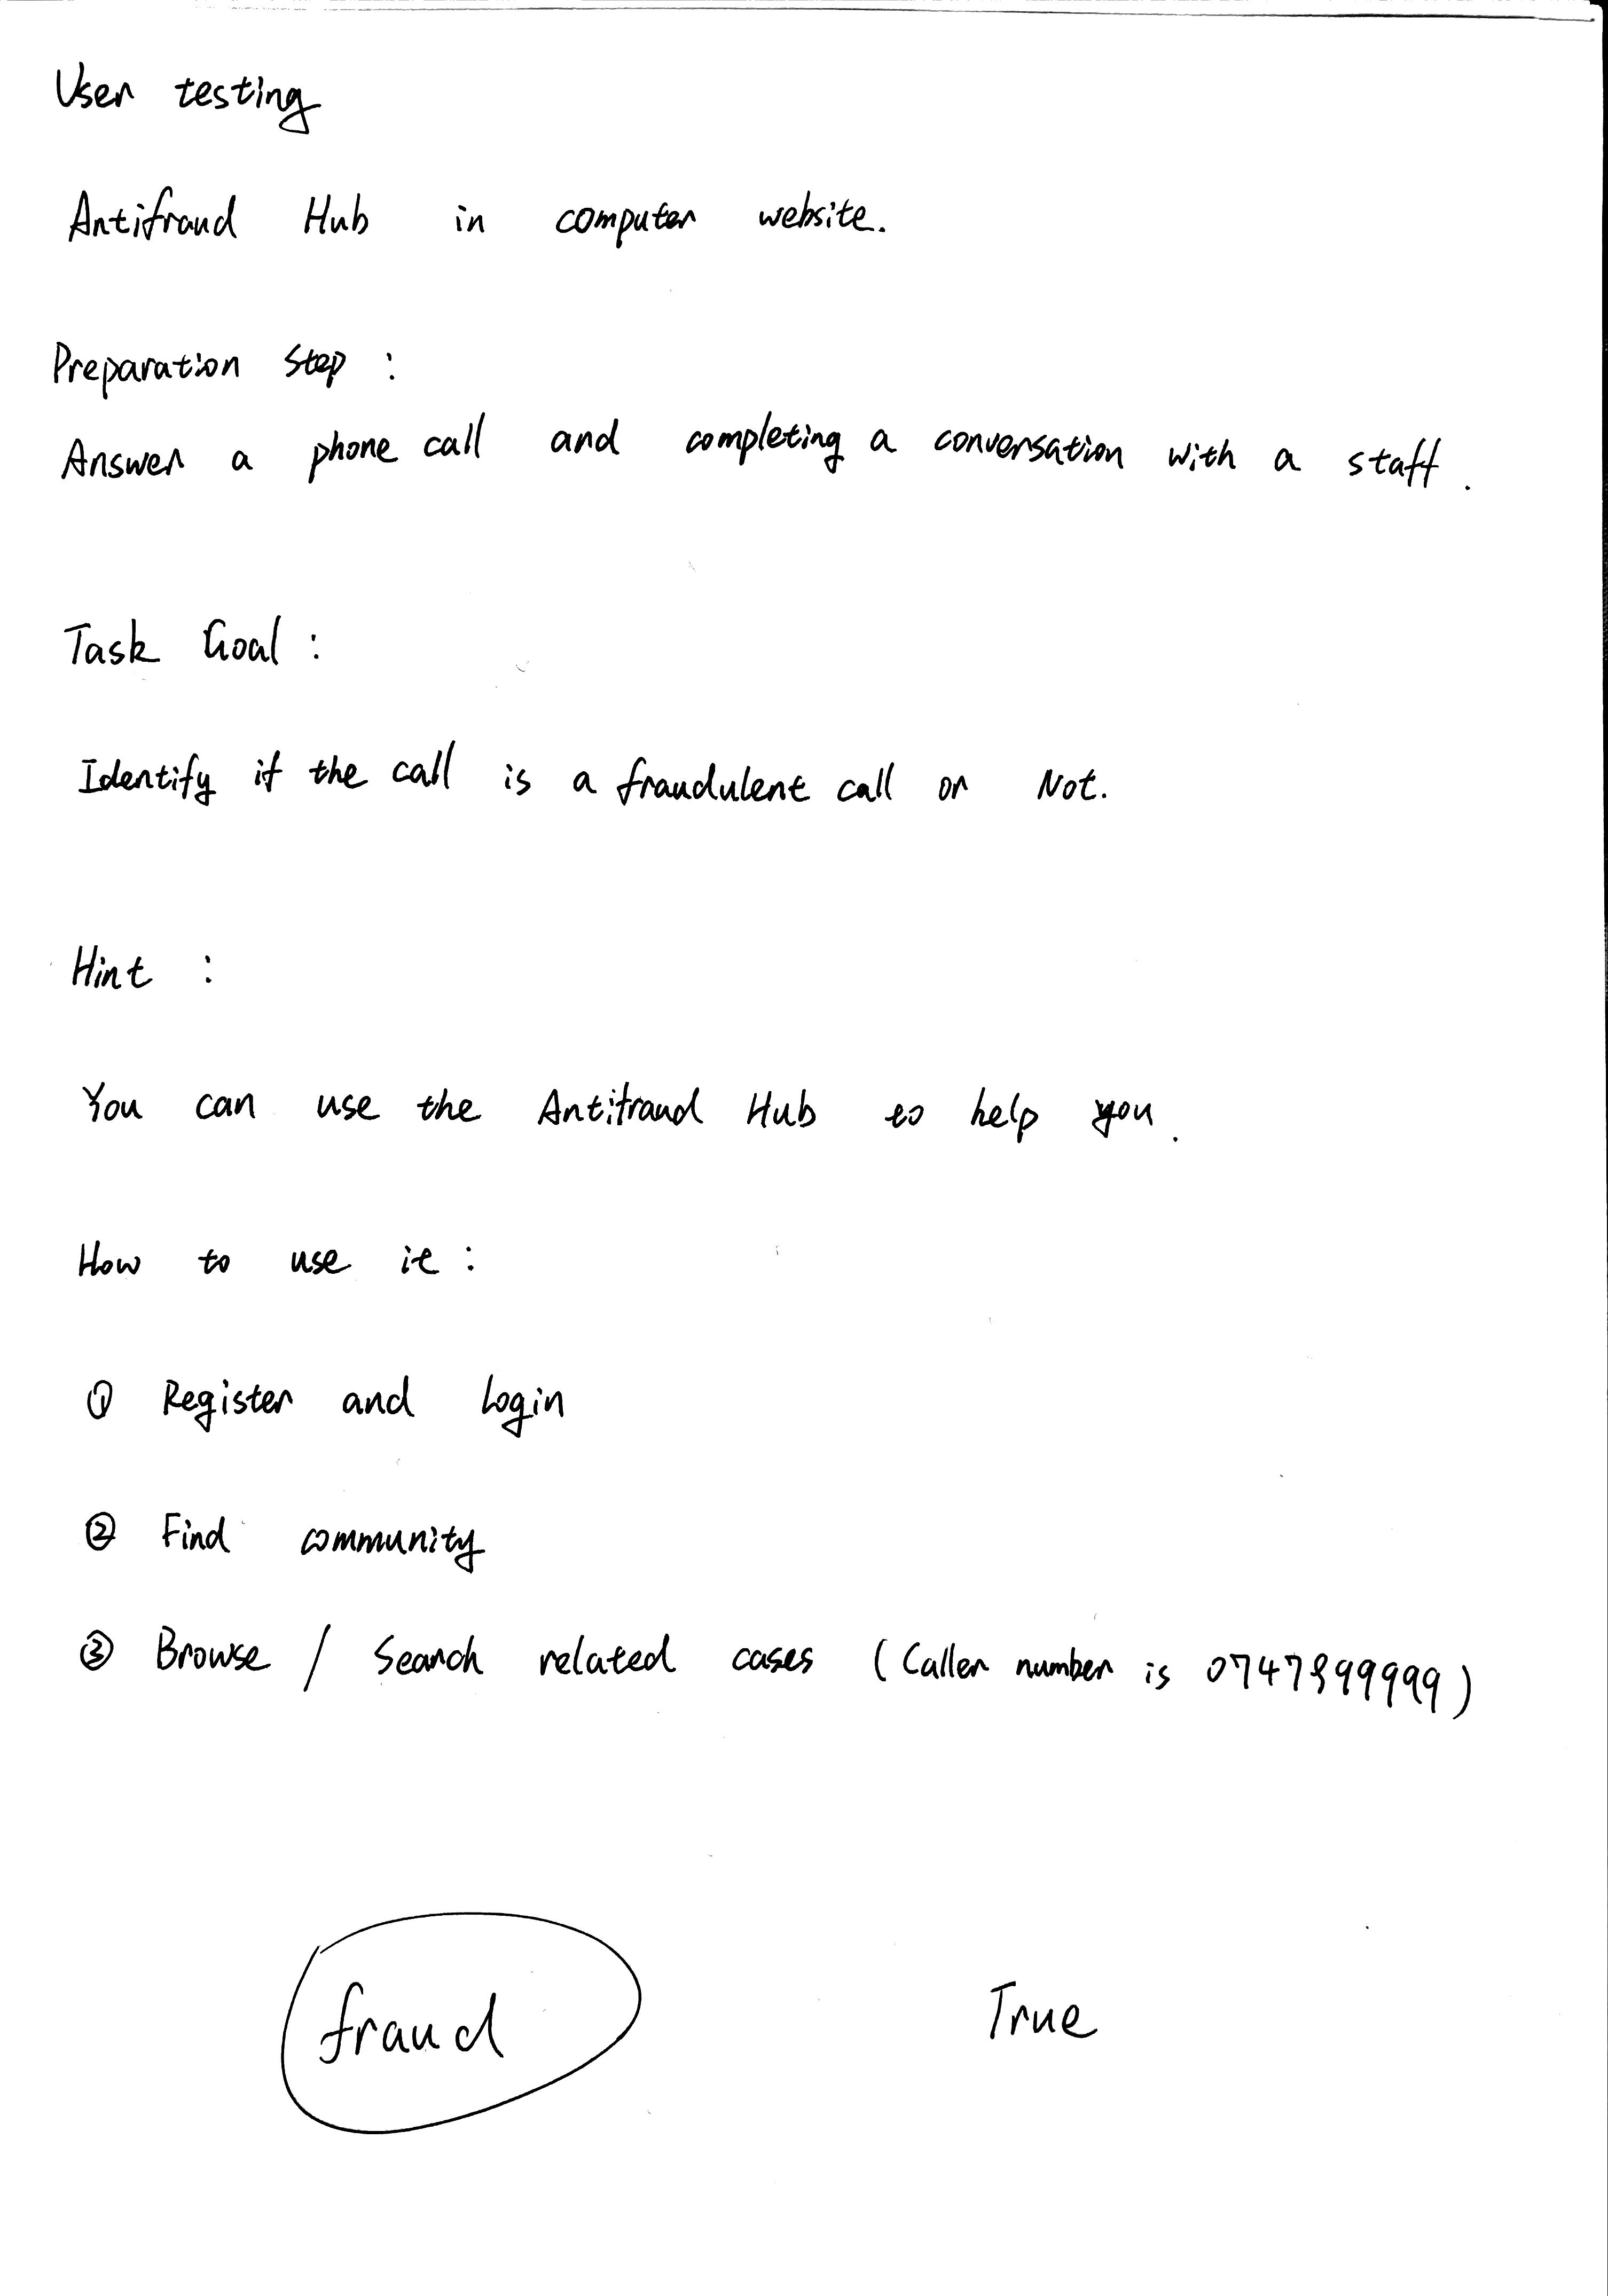 User testing
Antifraud Hub in computer website.
Preparation Step :
Answer a phone call and completing a conversation with a staff.
Task Goal :
Identify if the call is a fraudulent call or Not.
Hint :
You can use the Antifraud Hub to help you.
How to use it :
① Register and Login
② Find community
③ Browse / Search related cases (Caller number is 0747899999)
fraud True